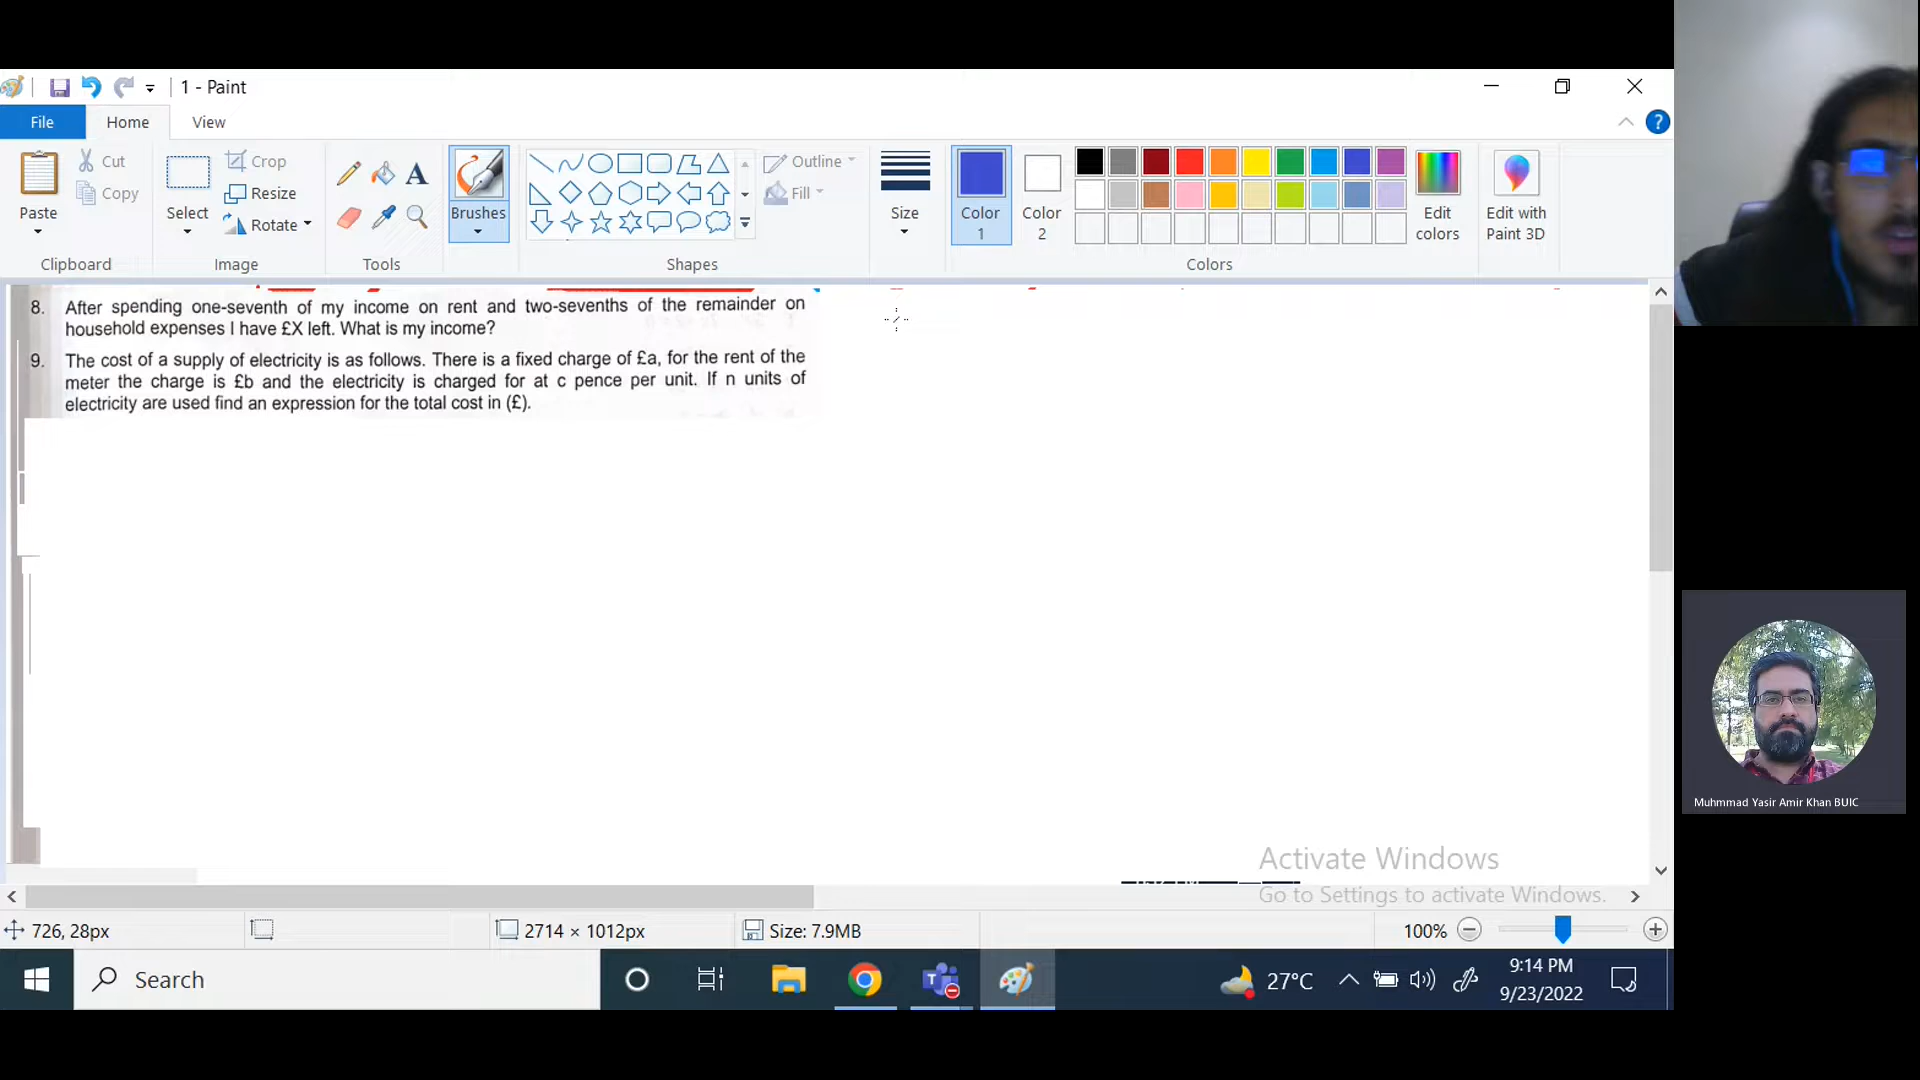 1 - Paint
File Home View
Paste
Cut
Copy
Clipboard
Select
Crop
Resize
Rotate
Image
A
Tools
Brushes
Shapes
Outline
Fill
Size
Color
1
Color
2
Colors
Edit
colors
Edit with
Paint 3D
?
8. After spending one-seventh of my income on rent and two-sevenths of the remainder on
household expenses I have £X left. What is my income?
9. The cost of a supply of electricity is as follows. There is a fixed charge of £a, for the rent of the
meter the charge is £b and the electricity is charged for at c pence per unit. If n units of
electricity are used find an expression for the total cost in (£).
Muhmmad Yasir Amir Khan BUIC
Activate Windows
Go to Settings to activate Windows.
726, 28px
2714 × 1012px
Size: 7.9MB
100%
Search
T
27°C
9:14 PM
9/23/2022